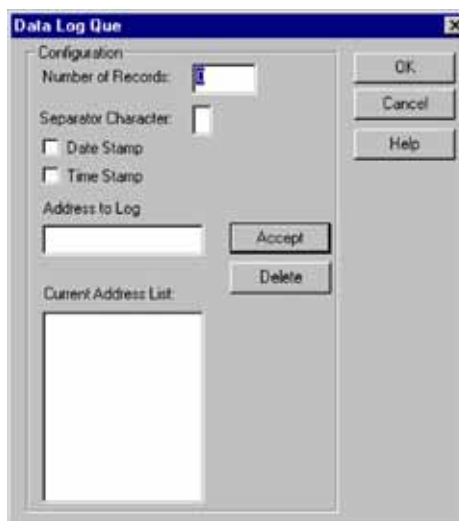 Data Log Que
Configuration
Number of Records: 0
OK
Cancel
Separator Character:
Help
Date Stamp
Time Stamp
Address to Log
Accept
Delete
Current Address List: